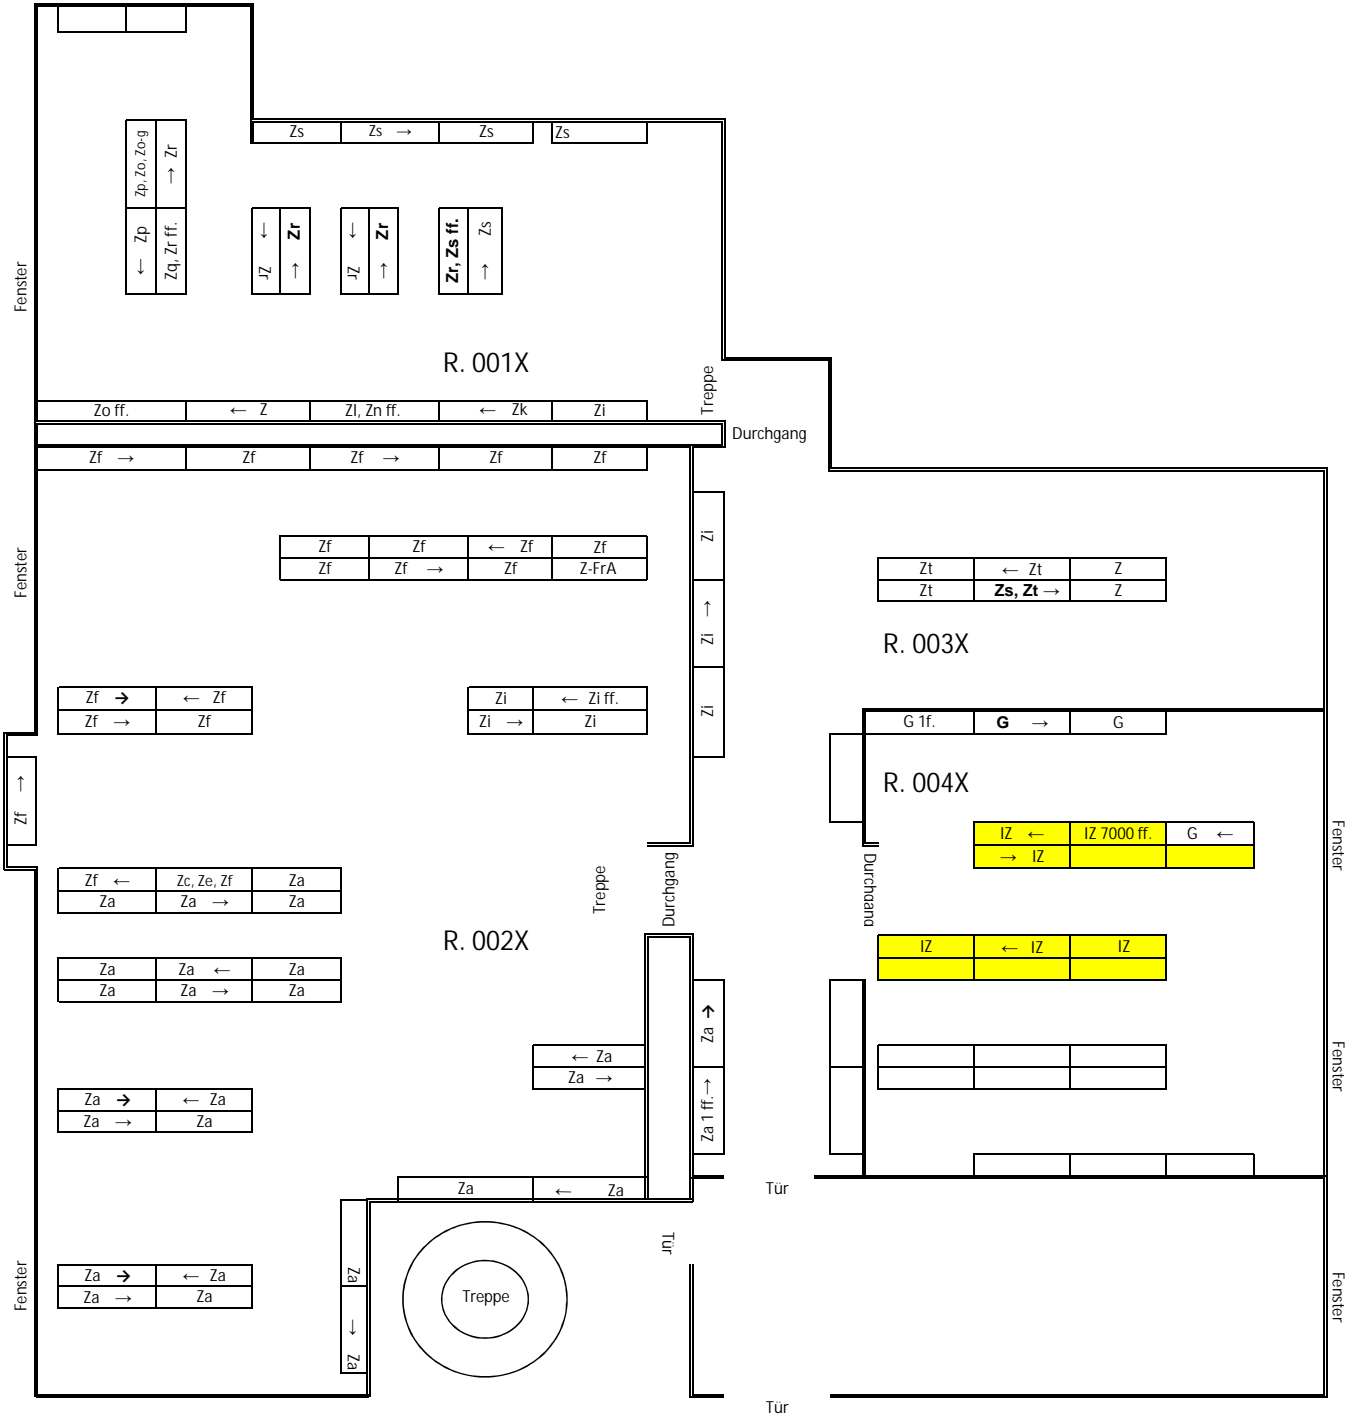 Zs Zs → Zs Zs
Zp, Zo, Zo-g
→ Zr
← Zp
Zq, Zr ff.
Zr ←
→ Zr
Zr ←
→ Zr
Zr, Zs ff.
→ Zs
Fenster
R. 001X
Treppe
Zo ff. ← Z Zl, Zn ff. ← Zk Zi
Durchgang
Zf → Zf Zf → Zf Zf
Zi
Zi →
Zi
Fenster
Zf Zf ← Zf Zf
Zf Zf → Zf Z-FrA
Zt ← Zt Z
Zt Zs, Zt → Z
R. 003X
Zf → ← Zf
Zf → Zf
Zi ← Zi ff.
Zi → Zi
G 1f. G → G
Zf →
R. 004X
IZ ← IZ 7000 ff. G ←
→ IZ
Fenster
Zf ← Zc, Ze, Zf Za
Za Za → Za
Treppe
Durchgang
Durchgang
R. 002X
IZ ← IZ IZ
Za Za ← Za
Za Za → Za
Za →
Za 1 ff. →
← Za
Za →
Fenster
Za → ← Za
Za → Za
Za ← Za
Tür
Tür
Fenster
Za → ← Za
Za → Za
Za
→ Za
Treppe
Fenster
Tür